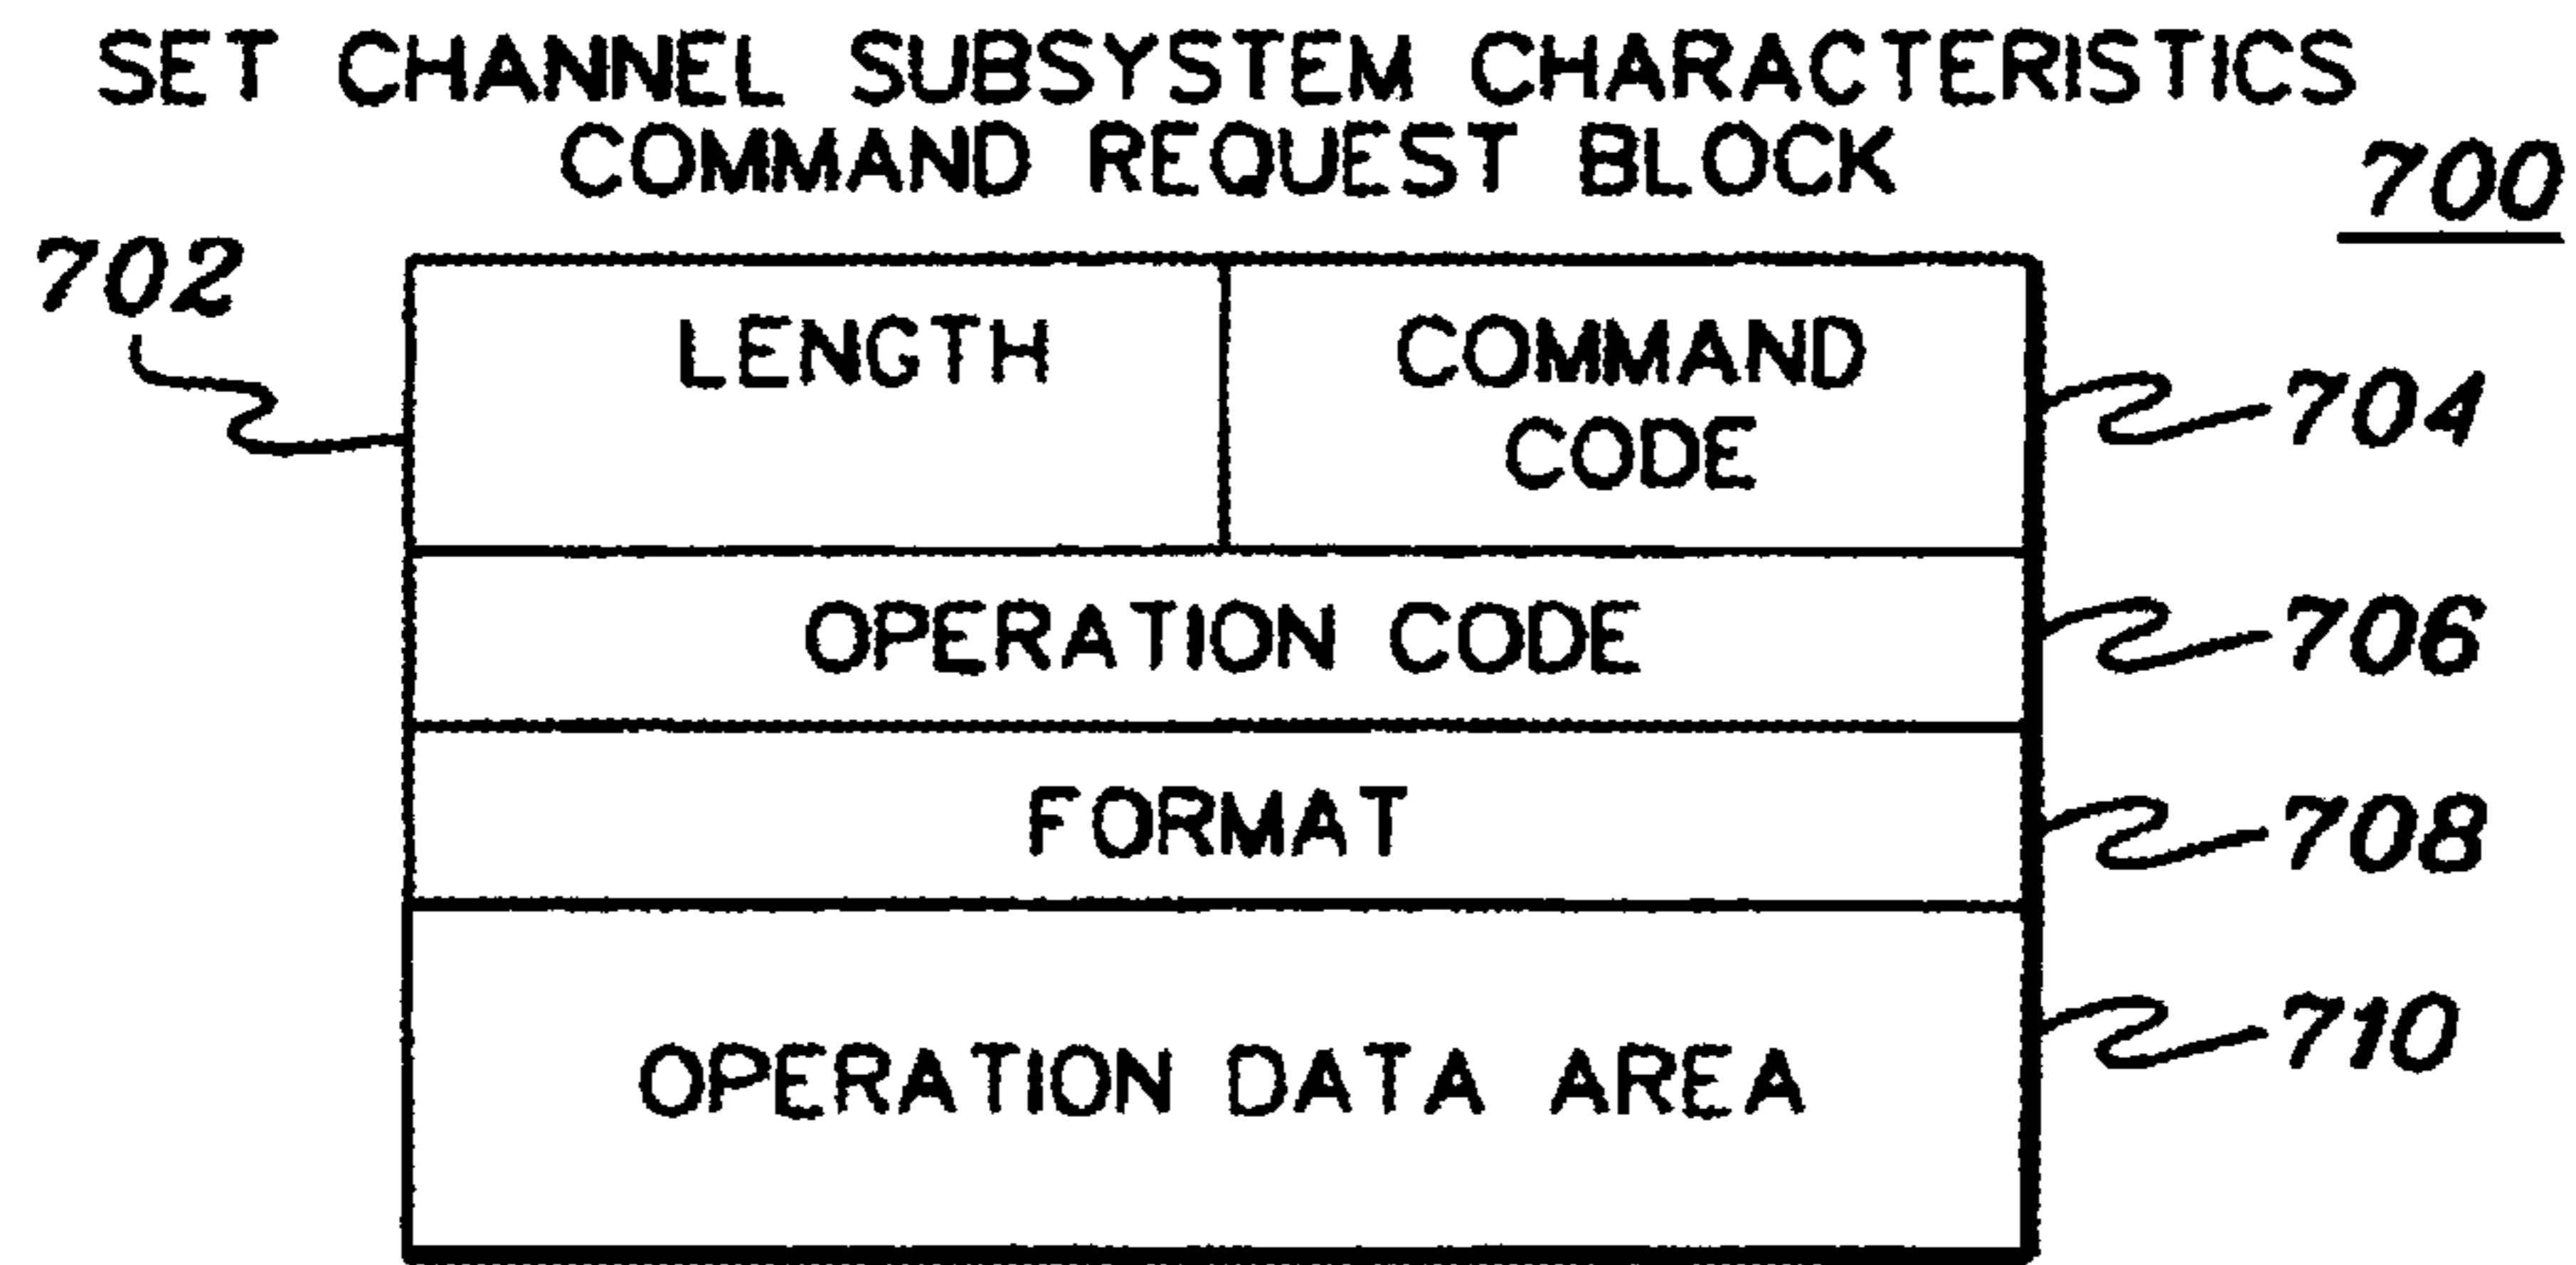 SET CHANNEL SUBSYSTEM CHARACTERISTICS
COMMAND REQUEST BLOCK
700
702
LENGTH
COMMAND
CODE
704
OPERATION CODE
706
FORMAT
708
OPERATION DATA AREA
710